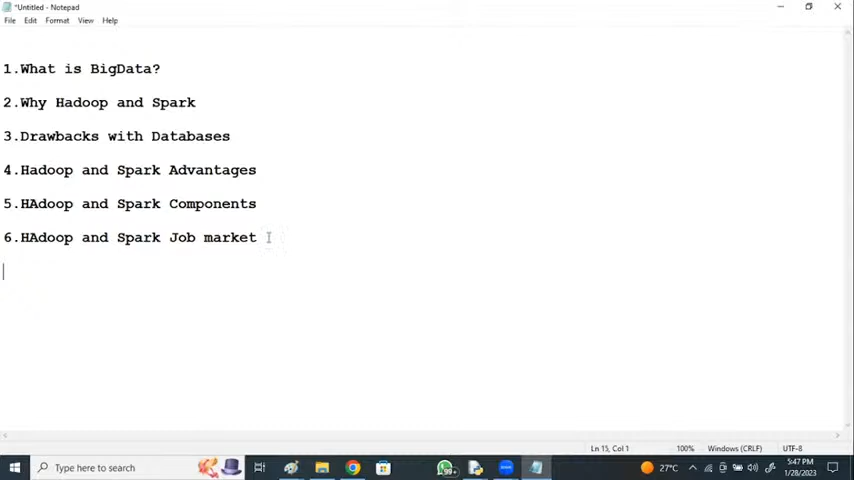 *Untitled - Notepad
File Edit Format View Help
1.What is BigData?
2.Why Hadoop and Spark
3.Drawbacks with Databases
4.Hadoop and Spark Advantages
5.HAdoop and Spark Components
6.HAdoop and Spark Job market
Ln 15, Col 1 100% Windows (CRLF) UTF-8
Type here to search 99+ 27°C 5:47 PM
1/28/2023